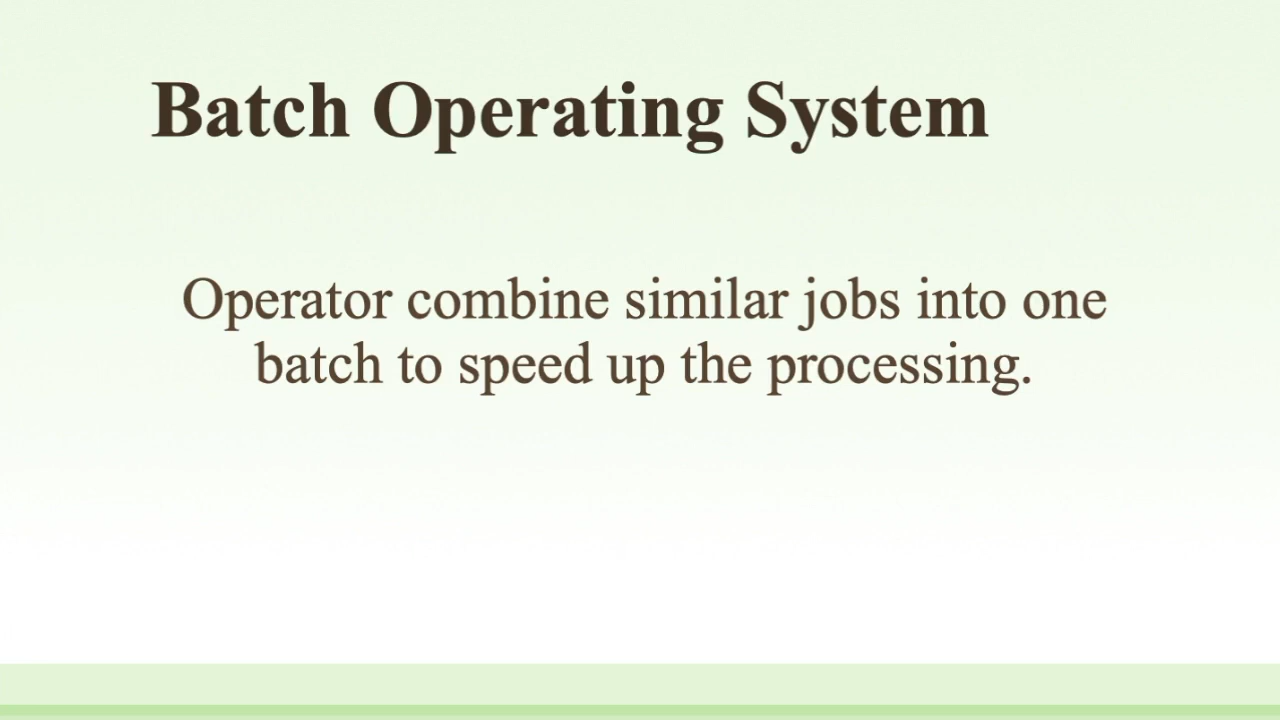 Batch Operating System
Operator combine similar jobs into one
batch to speed up the processing.